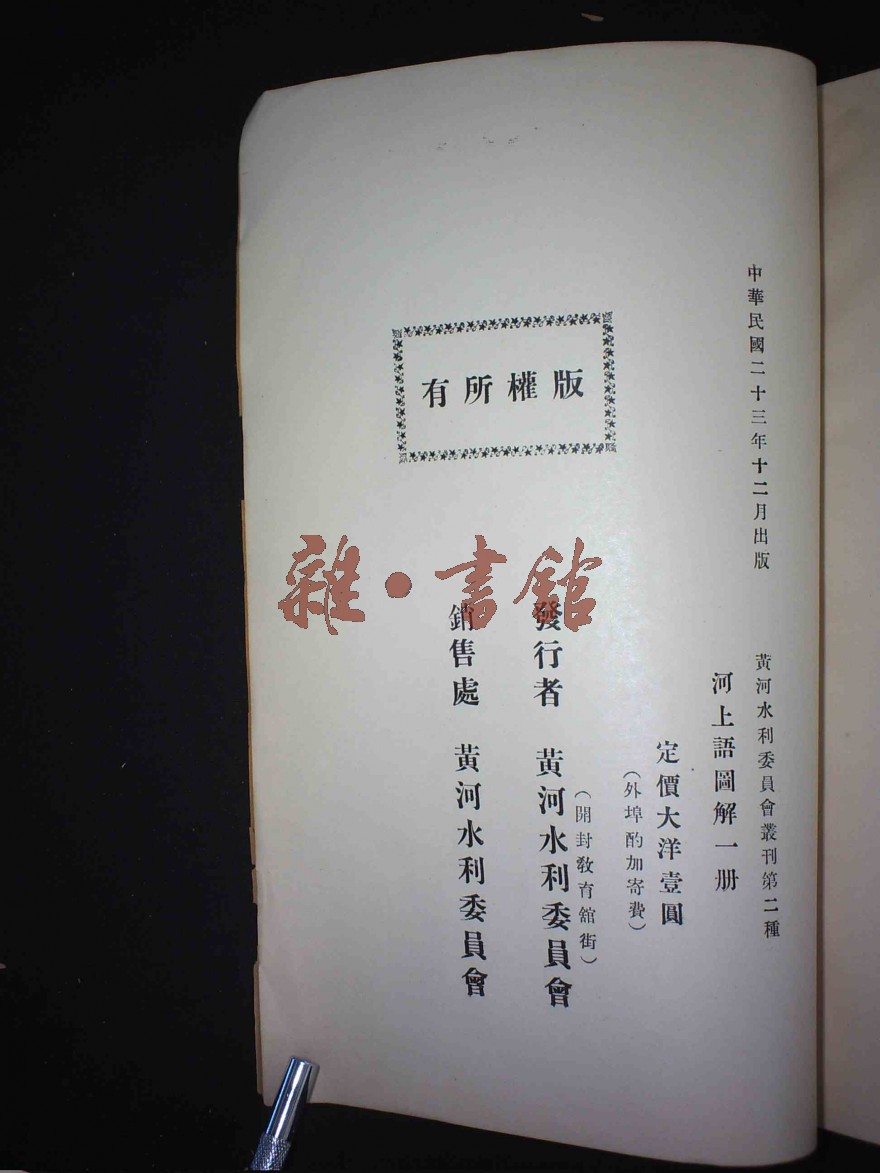 中華民國二十三年十二月出版
黃河水利委員會叢刊第二種
河上語圖解一册
定價大洋壹圓
（外埠酌加寄費）
（開封教育館街）
發行者 黃河水利委員會
銷售處 黃河水利委員會
版權所有
雜·書館